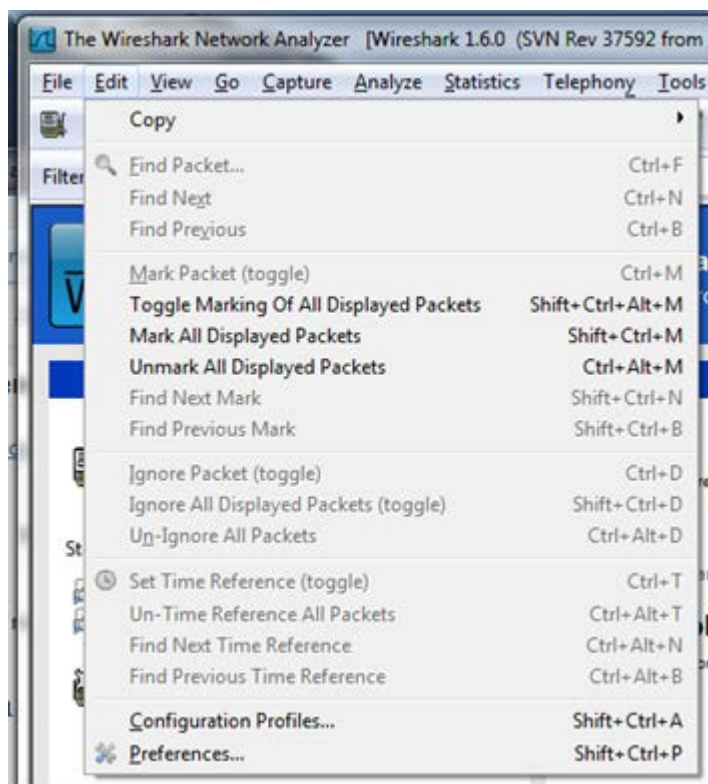 The Wireshark Network Analyzer [Wireshark 1.6.0 (SVN Rev 37592 from
File Edit View Go Capture Analyze Statistics Telephony Tools
Filter
Copy
Find Packet... Ctrl+F
Find Next Ctrl+N
Find Previous Ctrl+B
Mark Packet (toggle) Ctrl+M
Toggle Marking Of All Displayed Packets Shift+Ctrl+Alt+M
Mark All Displayed Packets Shift+Ctrl+M
Unmark All Displayed Packets Ctrl+Alt+M
Find Next Mark Shift+Ctrl+N
Find Previous Mark Shift+Ctrl+B
Ignore Packet (toggle) Ctrl+D
Ignore All Displayed Packets (toggle) Shift+Ctrl+D
Un-Ignore All Packets Ctrl+Alt+D
Set Time Reference (toggle) Ctrl+T
Un-Time Reference All Packets Ctrl+Alt+T
Find Next Time Reference Ctrl+Alt+N
Find Previous Time Reference Ctrl+Alt+B
Configuration Profiles... Shift+Ctrl+A
Preferences... Shift+Ctrl+P